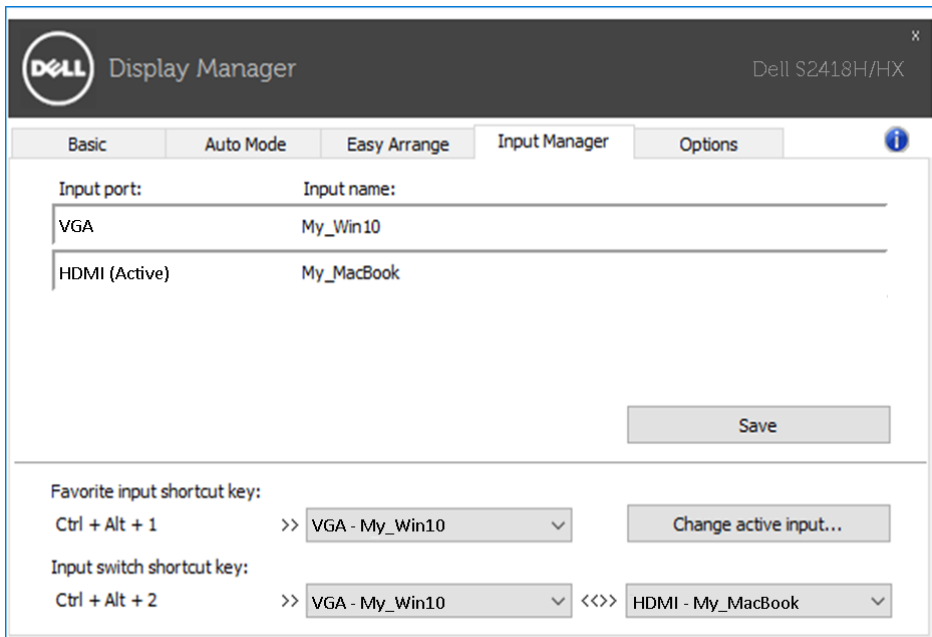 x
DELL Display Manager Dell S2418H/HX
Basic Auto Mode Easy Arrange Input Manager Options i
Input port: Input name:
VGA My_Win10
HDMI (Active) My_MacBook
Save
Favorite input shortcut key:
Ctrl + Alt + 1 >> VGA - My_Win10 Change active input...
Input switch shortcut key:
Ctrl + Alt + 2 >> VGA - My_Win10 <<>> HDMI - My_MacBook